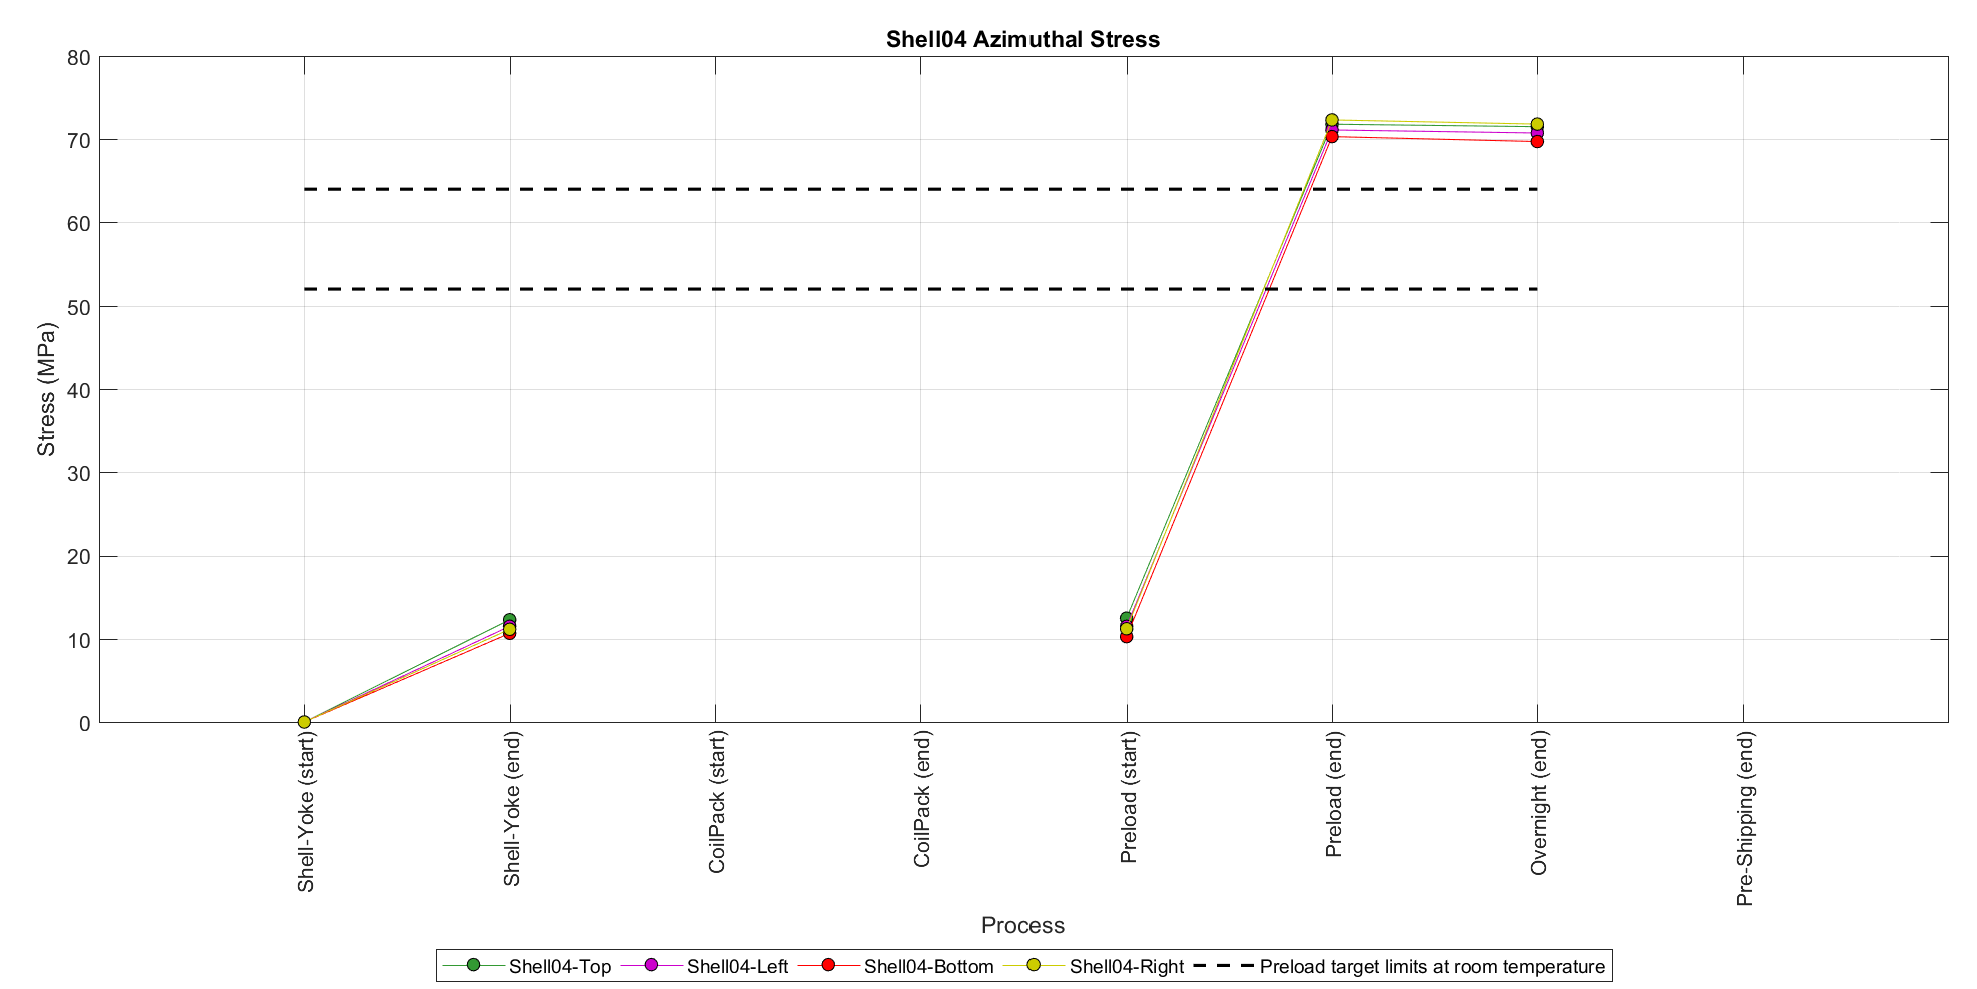 Shell04 Azimuthal Stress
80
70
60
50
40
30
20
10
0
Stress (MPa)
Shell-Yoke (start)
Shell-Yoke (end)
CoilPack (start)
CoilPack (end)
Preload (start)
Preload (end)
Overnight (end)
Pre-Shipping (end)
Process
Shell04-Top Shell04-Left Shell04-Bottom Shell04-Right Preload target limits at room temperature